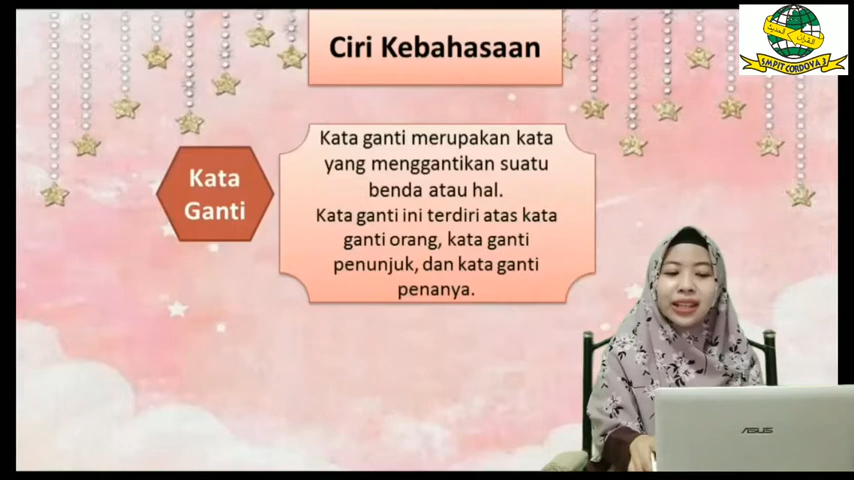 Ciri Kebahasaan
SMPIT CORDOVA 3
Kata
Ganti
Kata ganti merupakan kata
yang menggantikan suatu
benda atau hal.
Kata ganti ini terdiri atas kata
ganti orang, kata ganti
penunjuk, dan kata ganti
penanya.
ASUS